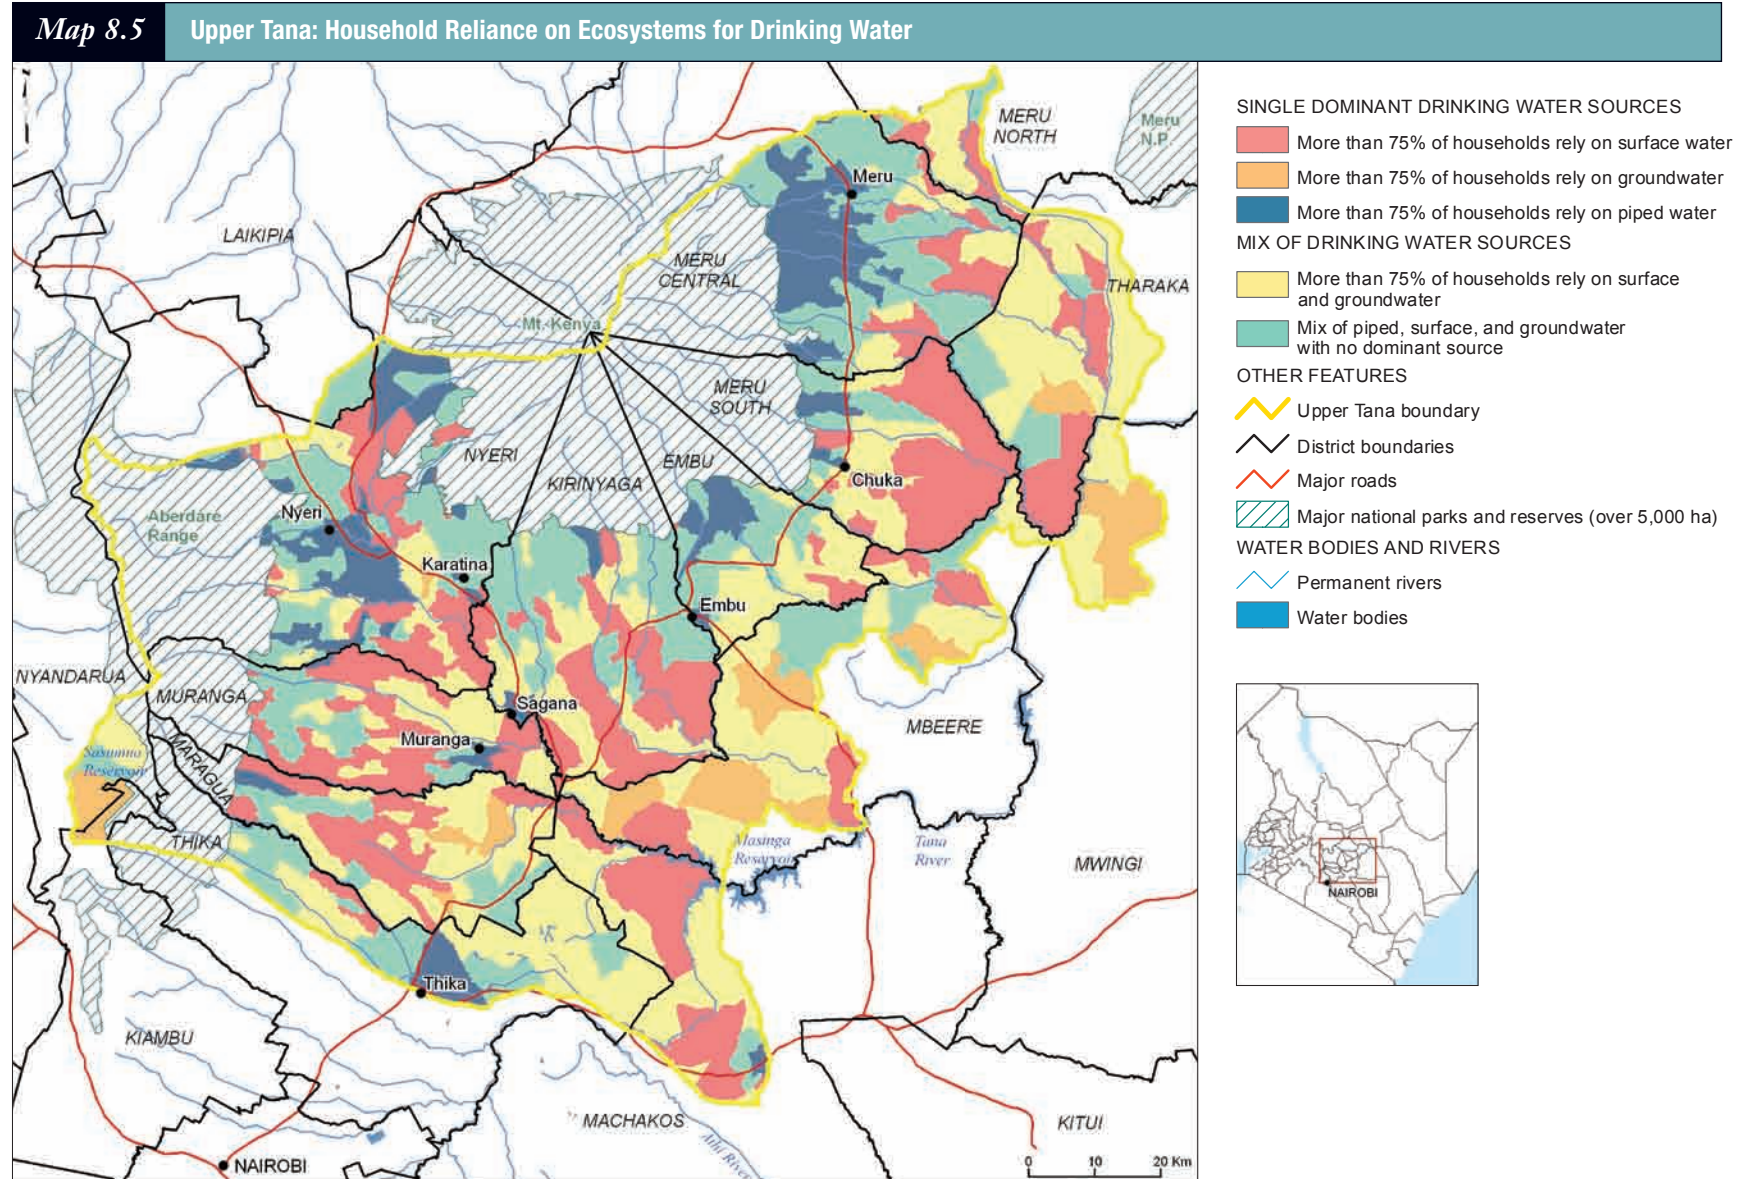 Map 8.5
Upper Tana: Household Reliance on Ecosystems for Drinking Water
MERU
NORTH
Meru
N.P.
Meru
LAIKIPIA
MERU
CENTRAL
THARAKA
Mt. Kenya
MERU
SOUTH
NYERI
EMBU
KIRINYAGA
Chuka
Aberdare
Range
Nyeri
Karatina
Embu
NYANDARUA
MURANGA
Sagana
MBEERE
Muranga
MARAGUA
Sasumua
Reservoir
THIKA
Masinga
Reservoir
Tana
River
MWINGI
Thika
KIAMBU
MACHAKOS
Athi River
KITUI
NAIROBI
0 10 20 Km
SINGLE DOMINANT DRINKING WATER SOURCES
More than 75% of households rely on surface water
More than 75% of households rely on groundwater
More than 75% of households rely on piped water
MIX OF DRINKING WATER SOURCES
More than 75% of households rely on surface
and groundwater
Mix of piped, surface, and groundwater
with no dominant source
OTHER FEATURES
Upper Tana boundary
District boundaries
Major roads
Major national parks and reserves (over 5,000 ha)
WATER BODIES AND RIVERS
Permanent rivers
Water bodies
NAIROBI